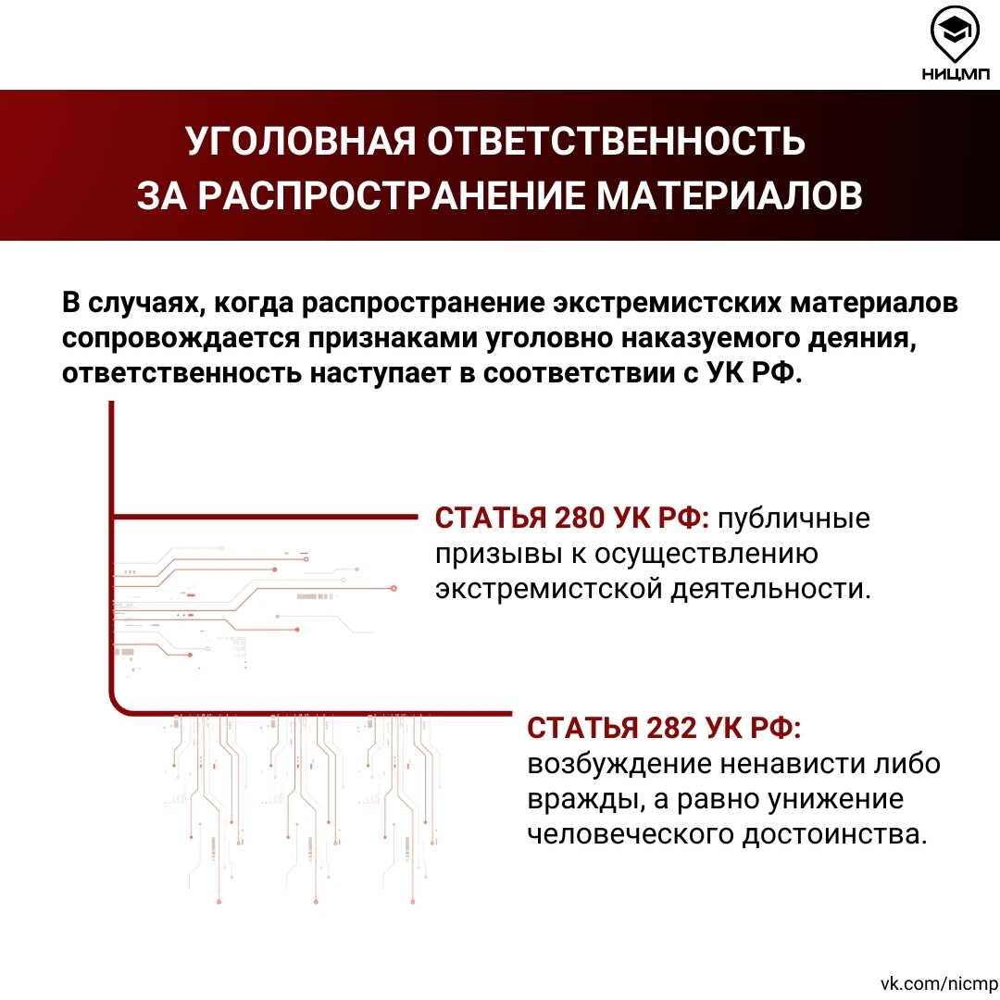 НИЦМП
УГОЛОВНАЯ ОТВЕТСТВЕННОСТЬ
ЗА РАСПРОСТРАНЕНИЕ МАТЕРИАЛОВ
В случаях, когда распространение экстремистских материалов
сопровождается признаками уголовно наказуемого деяния,
ответственность наступает в соответствии с УК РФ.
СТАТЬЯ 280 УК РФ: публичные
призывы к осуществлению
экстремистской деятельности.
СТАТЬЯ 282 УК РФ:
возбуждение ненависти либо
вражды, а равно унижение
человеческого достоинства.
vk.com/nicmp